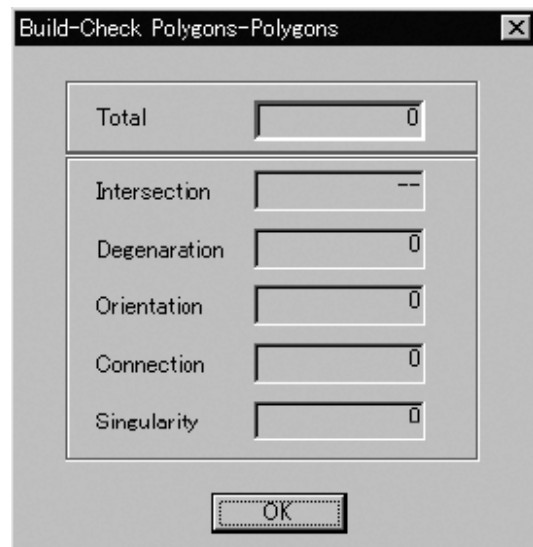 Build-Check Polygons-Polygons
Total 0
Intersection --
Degenaration 0
Orientation 0
Connection 0
Singularity 0
OK